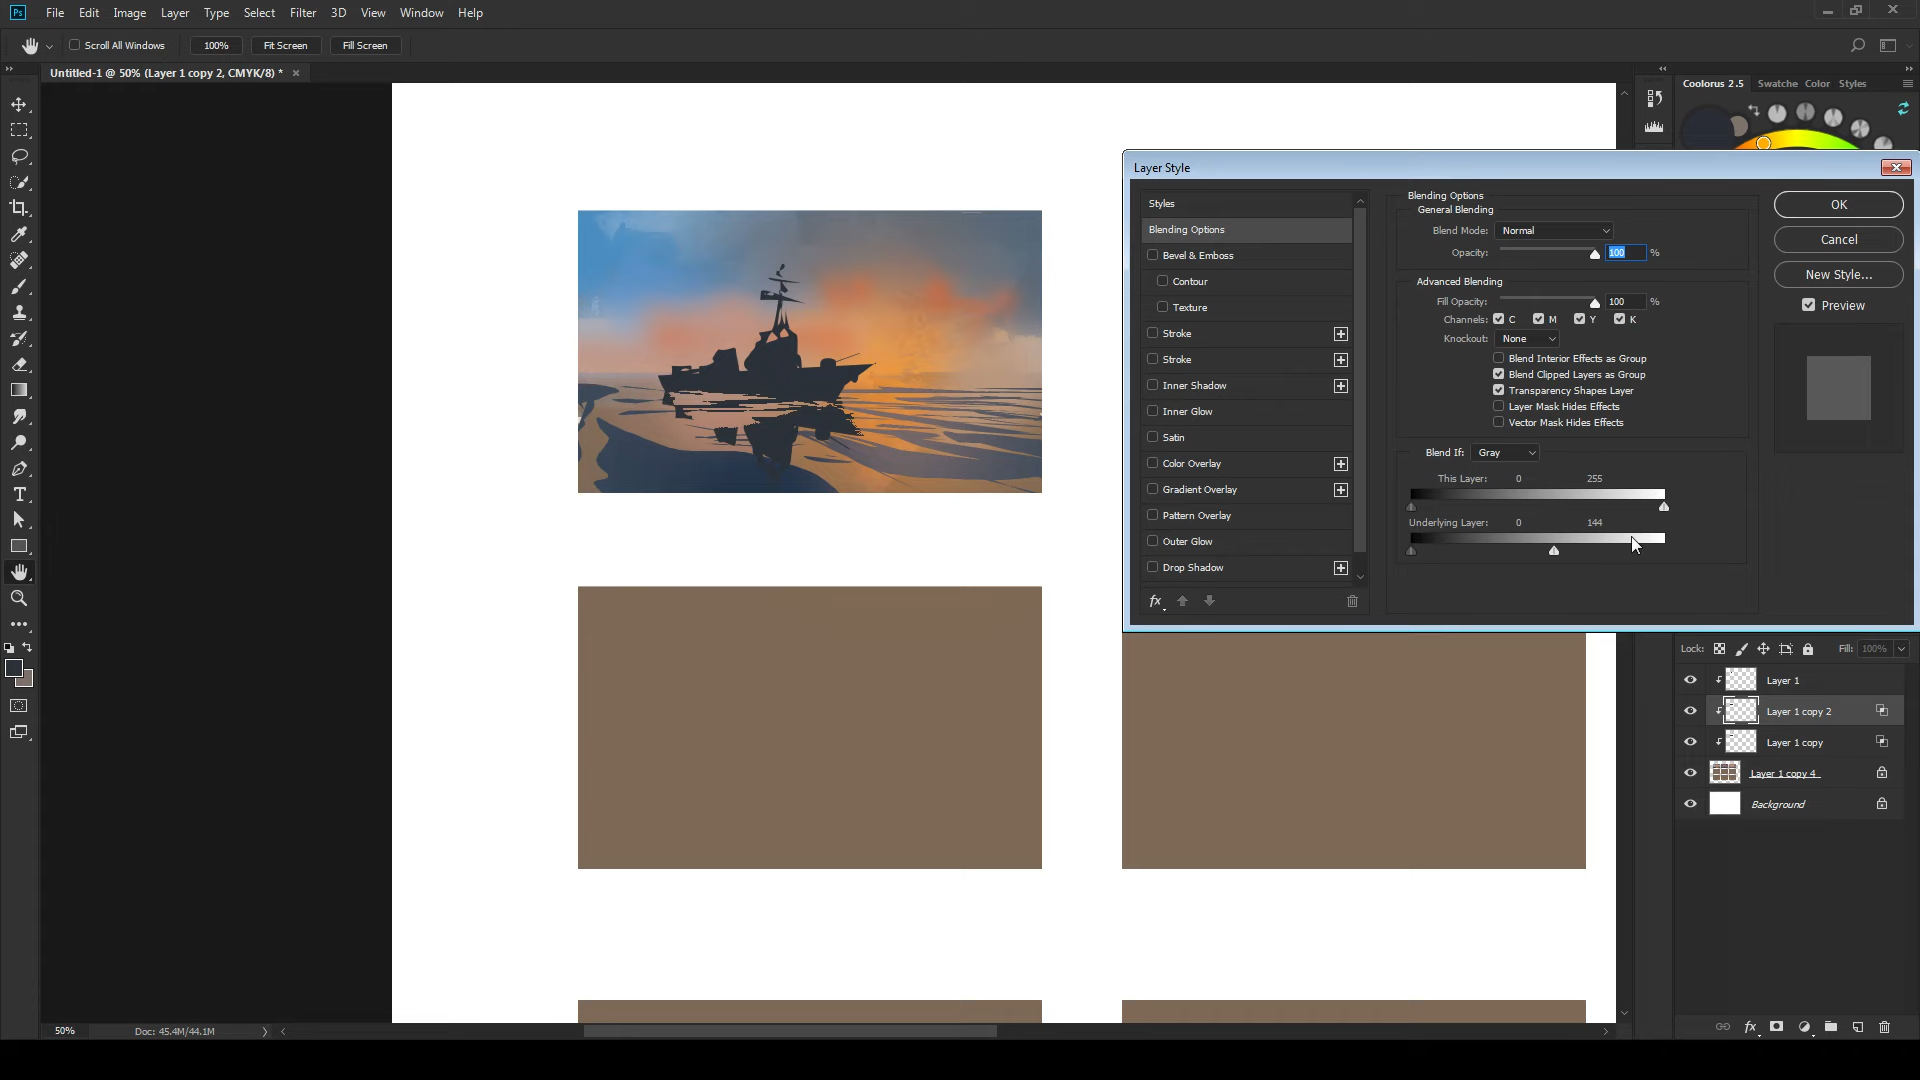 Ps File Edit Image Layer Type Select Filter 3D View Window Help
Scroll All Windows 100% Fit Screen Fill Screen
Untitled-1 @ 50% (Layer 1 copy 2, CMYK/8) *
Coolorus 2.5 Swatche Color Styles
Layer Style
Styles
Blending Options
Bevel & Emboss
Contour
Texture
Stroke
Stroke
Inner Shadow
Inner Glow
Satin
Color Overlay
Gradient Overlay
Pattern Overlay
Outer Glow
Drop Shadow
fx
Blending Options
General Blending
Blend Mode: Normal
Opacity: 100 %
Advanced Blending
Fill Opacity: 100 %
Channels: C M Y K
Knockout: None
Blend Interior Effects as Group
Blend Clipped Layers as Group
Transparency Shapes Layer
Layer Mask Hides Effects
Vector Mask Hides Effects
Blend If: Gray
This Layer: 0 255
Underlying Layer: 0 144
OK
Cancel
New Style...
Preview
Lock: Fill: 100%
Layer 1
Layer 1 copy 2
Layer 1 copy
Layer 1 copy 4
Background
fx
50% Doc: 45.4M/44.1M